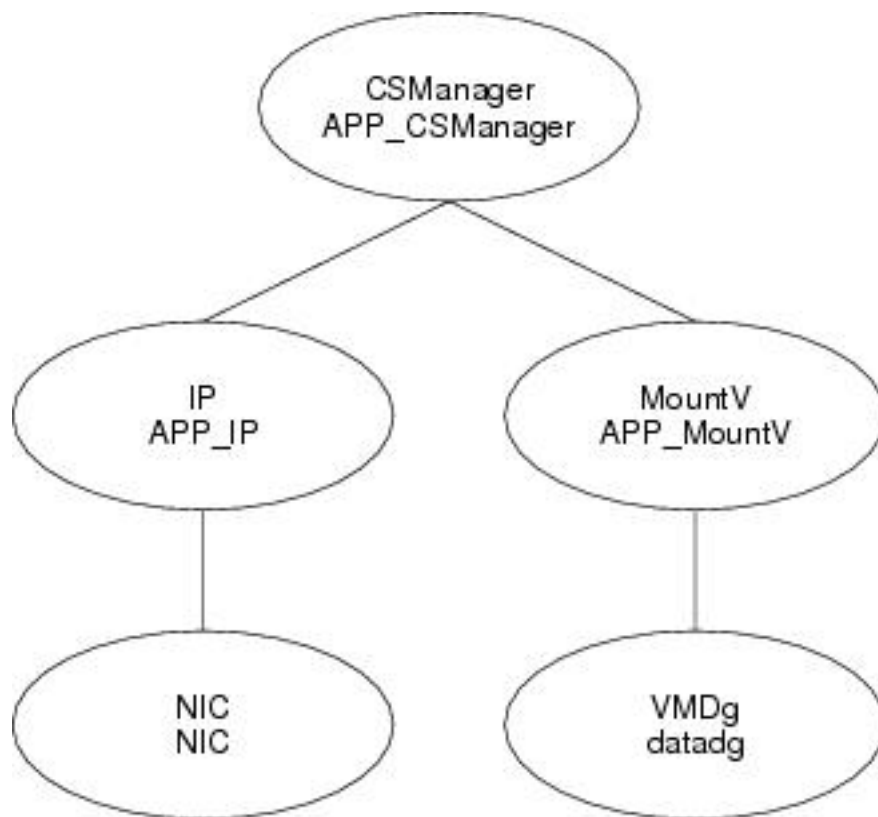 CSManager
APP_CSManager
IP
APP_IP
MountV
APP_MountV
NIC
NIC
VMDg
datadg